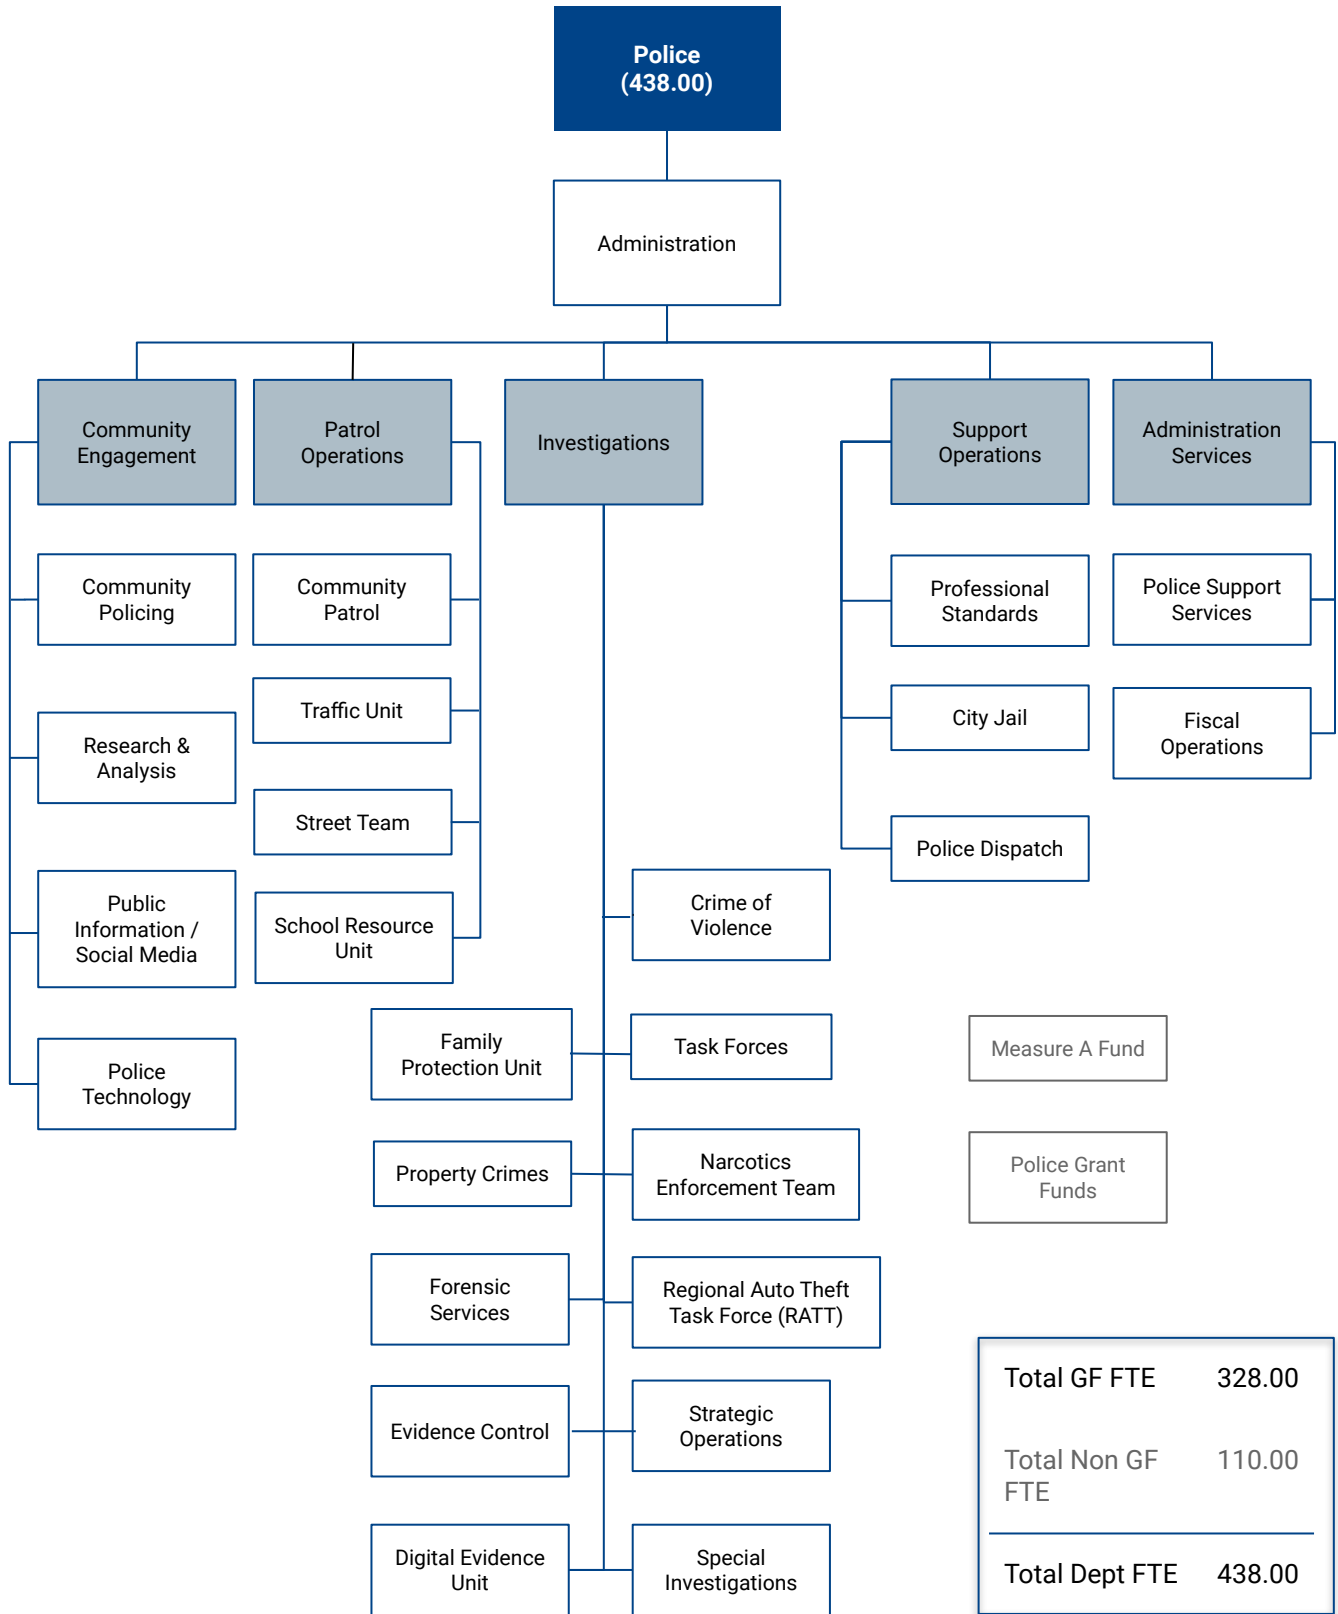 Police
(438.00)
Administration
Community
Engagement
Patrol
Operations
Investigations
Support
Operations
Administration
Services
Community
Policing
Community
Patrol
Professional
Standards
Police Support
Services
Research &
Analysis
Traffic Unit
City Jail
Fiscal
Operations
Street Team
Police Dispatch
Public
Information /
Social Media
School Resource
Unit
Crime of
Violence
Police
Technology
Family
Protection Unit
Task Forces
Measure A Fund
Property Crimes
Narcotics
Enforcement Team
Police Grant
Funds
Forensic
Services
Regional Auto Theft
Task Force (RATT)
Evidence Control
Strategic
Operations
Digital Evidence
Unit
Special
Investigations
Total GF FTE 328.00
Total Non GF 110.00
FTE
Total Dept FTE 438.00